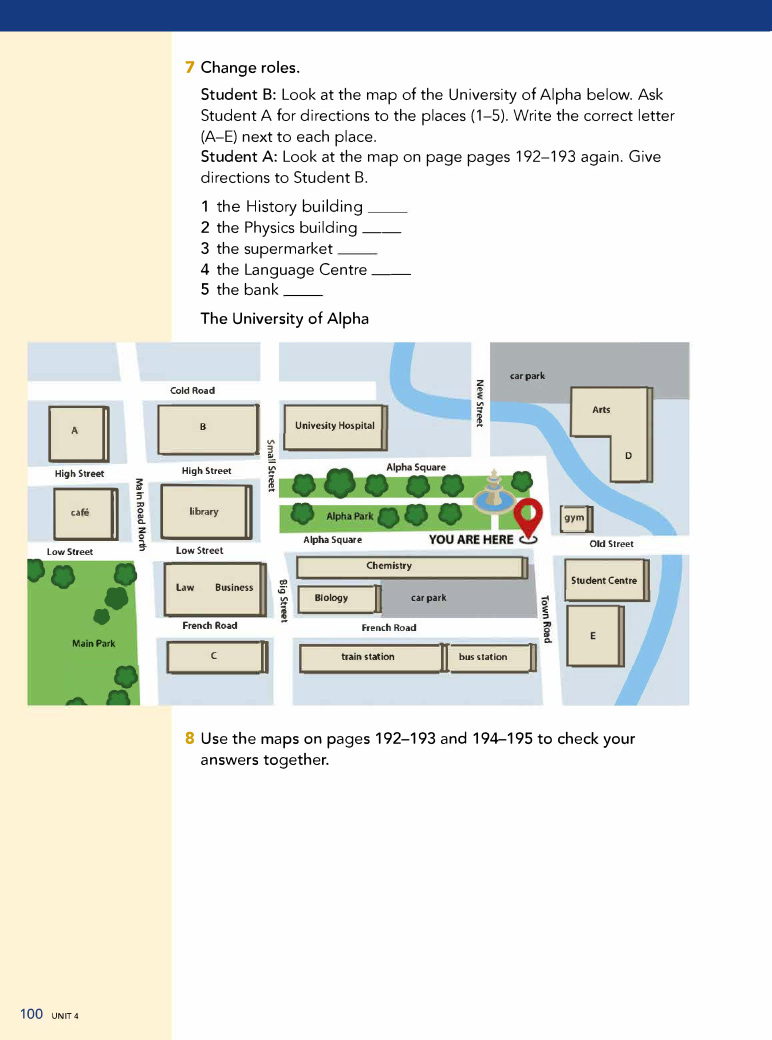 7 Change roles.
Student B: Look at the map of the University of Alpha below. Ask
Student A for directions to the places (1–5). Write the correct letter
(A–E) next to each place.
Student A: Look at the map on page pages 192–193 again. Give
directions to Student B.
1 the History building _____
2 the Physics building _____
3 the supermarket _____
4 the Language Centre _____
5 the bank _____
The University of Alpha
car park
Cold Road
New Street
Arts
A
B
Univesity Hospital
D
Small Street
High Street
High Street
Alpha Square
Main Road North
café
library
Alpha Park
gym
Alpha Square
YOU ARE HERE
Old Street
Low Street
Low Street
Chemistry
Law
Business
Big Street
Biology
car park
Student Centre
Town Road
French Road
French Road
Main Park
C
train station
bus station
E
8 Use the maps on pages 192–193 and 194–195 to check your
answers together.
100 UNIT 4